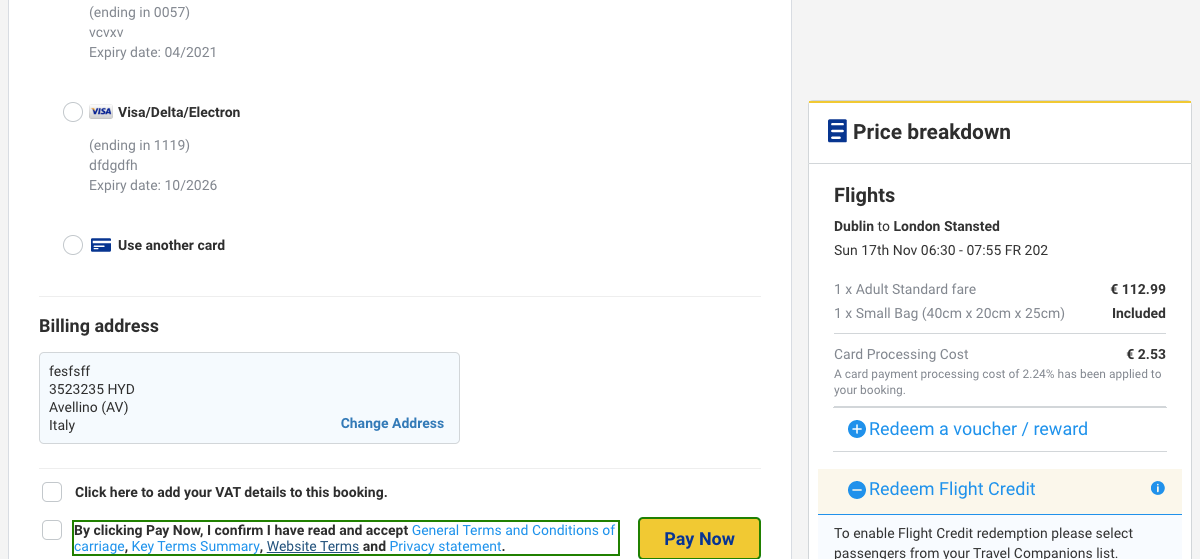 (ending in 0057)
vcvxv
Expiry date: 04/2021
VISA Visa/Delta/Electron
(ending in 1119)
dfdgdfh
Expiry date: 10/2026
Use another card
Billing address
fesfsff
3523235 HYD
Avellino (AV)
Italy
Change Address
Click here to add your VAT details to this booking.
By clicking Pay Now, I confirm I have read and accept General Terms and Conditions of
carriage, Key Terms Summary, Website Terms and Privacy statement.
Pay Now
Price breakdown
Flights
Dublin to London Stansted
Sun 17th Nov 06:30 - 07:55 FR 202
1 x Adult Standard fare € 112.99
1 x Small Bag (40cm x 20cm x 25cm) Included
Card Processing Cost € 2.53
A card payment processing cost of 2.24% has been applied to
your booking.
Redeem a voucher / reward
Redeem Flight Credit
To enable Flight Credit redemption please select
passengers from your Travel Companions list.